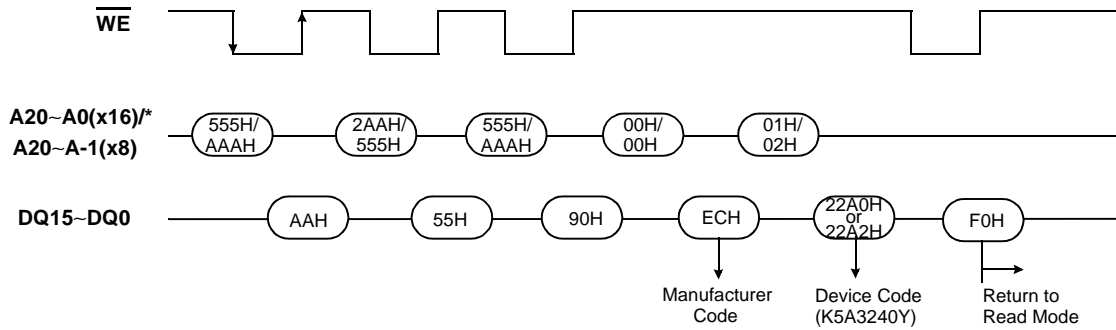 WE
A20~A0(x16)/*
A20~A-1(x8)
555H/
AAAH
2AAH/
555H
555H/
AAAH
00H/
00H
01H/
02H
DQ15~DQ0
AAH
55H
90H
ECH
22A0H
or
22A2H
F0H
Manufacturer
Code
Device Code
(K5A3240Y)
Return to
Read Mode